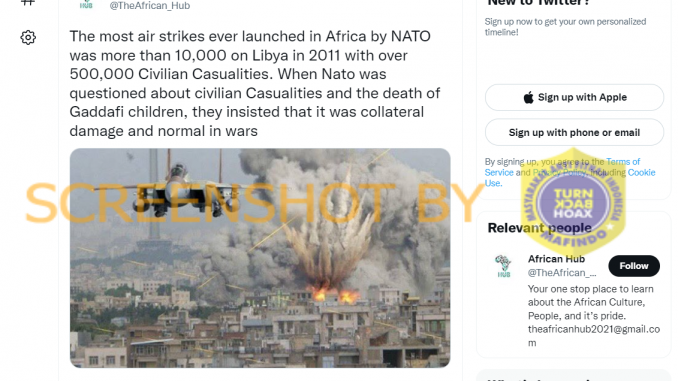 @TheAfrican_Hub
The most air strikes ever launched in Africa by NATO
was more than 10,000 on Libya in 2011 with over
500,000 Civilian Casualities. When Nato was
questioned about civilian Casualities and the death of
Gaddafi children, they insisted that it was collateral
damage and normal in wars
SCREENSHOT BY
New to Twitter?
Sign up now to get your own personalized
timeline!
Sign up with Apple
Sign up with phone or email
By signing up, you agree to the Terms of
Service and Privacy Policy, including Cookie
Use.
MASYARAKAT ANTI FITNAH INDONESIA
TURN
BACK
HOAX
MAFINDO
Relevant people
African Hub
@TheAfrican_...
Follow
Your one stop place to learn
about the African Culture,
People, and it's pride.
theafricanhub2021@gmail.co
m